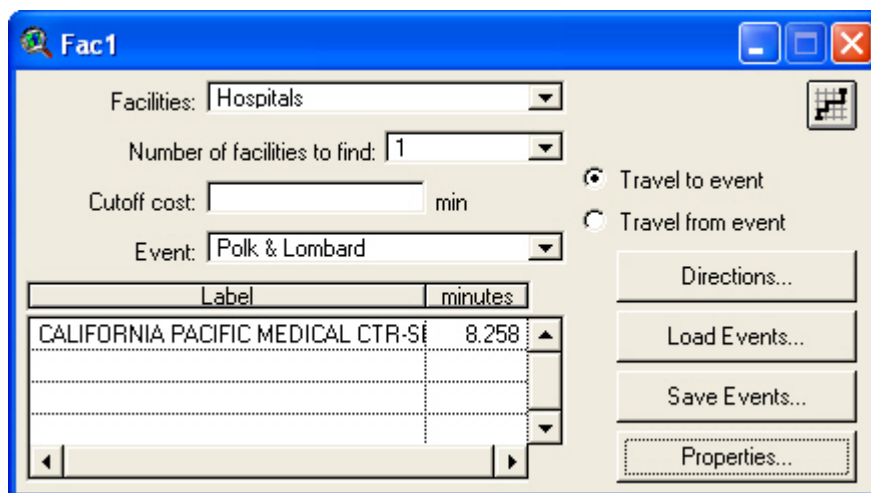 Fac1
Facilities: Hospitals
Number of facilities to find: 1
Cutoff cost: min
Event: Polk & Lombard
Travel to event
Travel from event
Label minutes
CALIFORNIA PACIFIC MEDICAL CTR-S 8.258
Directions...
Load Events...
Save Events...
Properties...